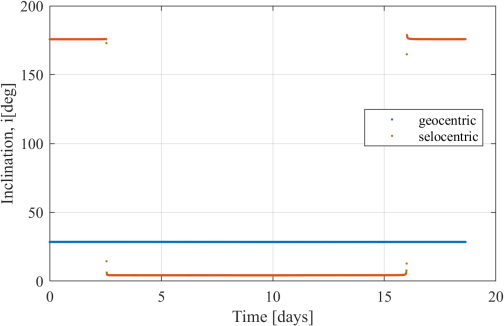 200
150
100
50
0
Inclination, i[deg]
geocentric
selocentric
0 5 10 15 20
Time [days]